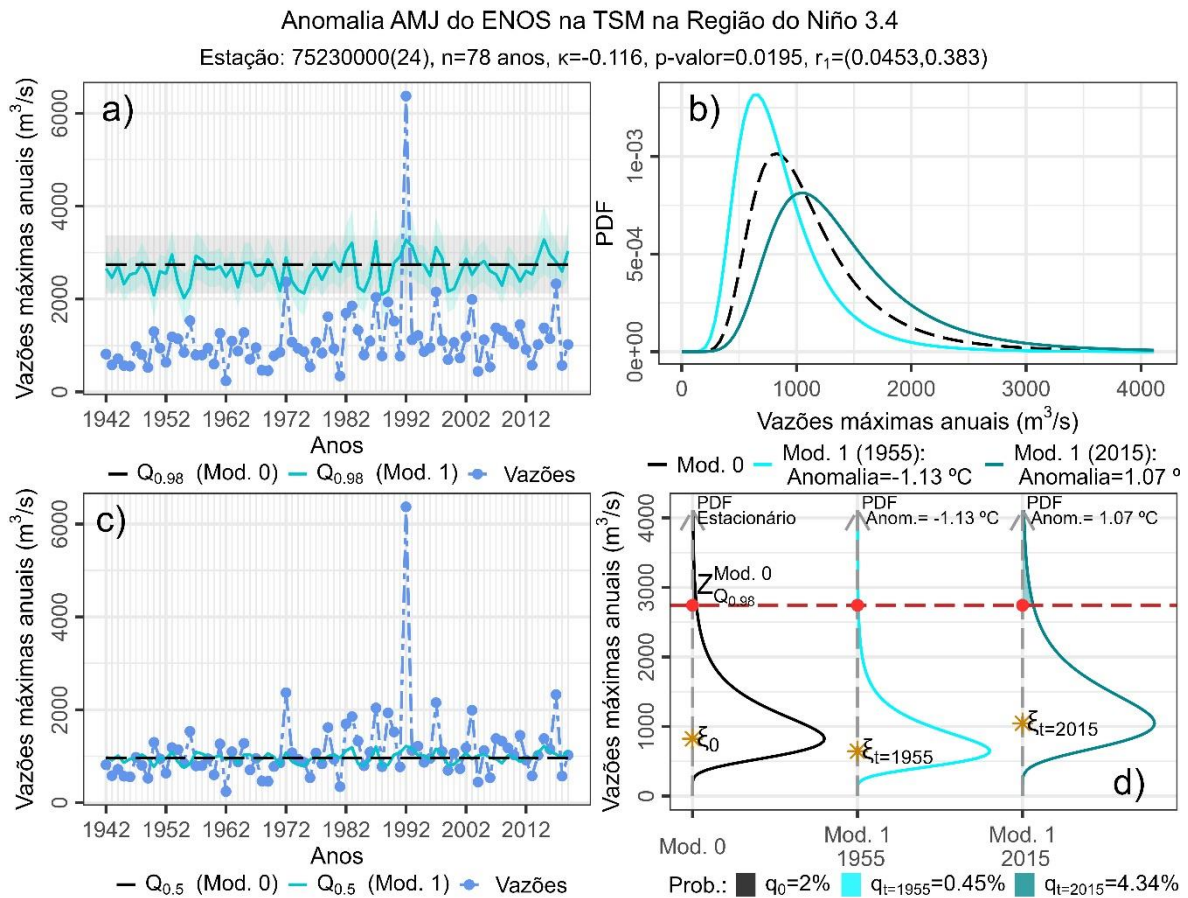 Anomalia AMJ do ENOS na TSM na Região do Niño 3.4
Estação: 75230000(24), n=78 anos, κ=-0.116, p-valor=0.0195, r₁=(0.0453,0.383)
a)
Vazões máximas anuais (m³/s)
6000
4000
2000
0
1942 1952 1962 1972 1982 1992 2002 2012
Anos
Q₀.₉₈ (Mod. 0) Q₀.₉₈ (Mod. 1) Vazões
b)
PDF
1e-03
5e-04
0e+00
0 1000 2000 3000 4000
Vazões máximas anuais (m³/s)
Mod. 0 Mod. 1 (1955): Anomalia=-1.13 ºC Mod. 1 (2015): Anomalia=1.07 º
c)
Vazões máximas anuais (m³/s)
6000
4000
2000
0
1942 1952 1962 1972 1982 1992 2002 2012
Anos
Q₀.₅ (Mod. 0) Q₀.₅ (Mod. 1) Vazões
d)
Vazões máximas anuais (m³/s)
4000
3000
2000
1000
0
PDF
Estacionário
PDF
Anom.= -1.13 ºC
PDF
Anom.= 1.07 ºC
Z Mod. 0 Q₀.₉₈
ξ₀
ξt=1955
ξt=2015
Mod. 0
Mod. 1
1955
Mod. 1
2015
Prob.: q₀=2% qt=1955=0.45% qt=2015=4.34%